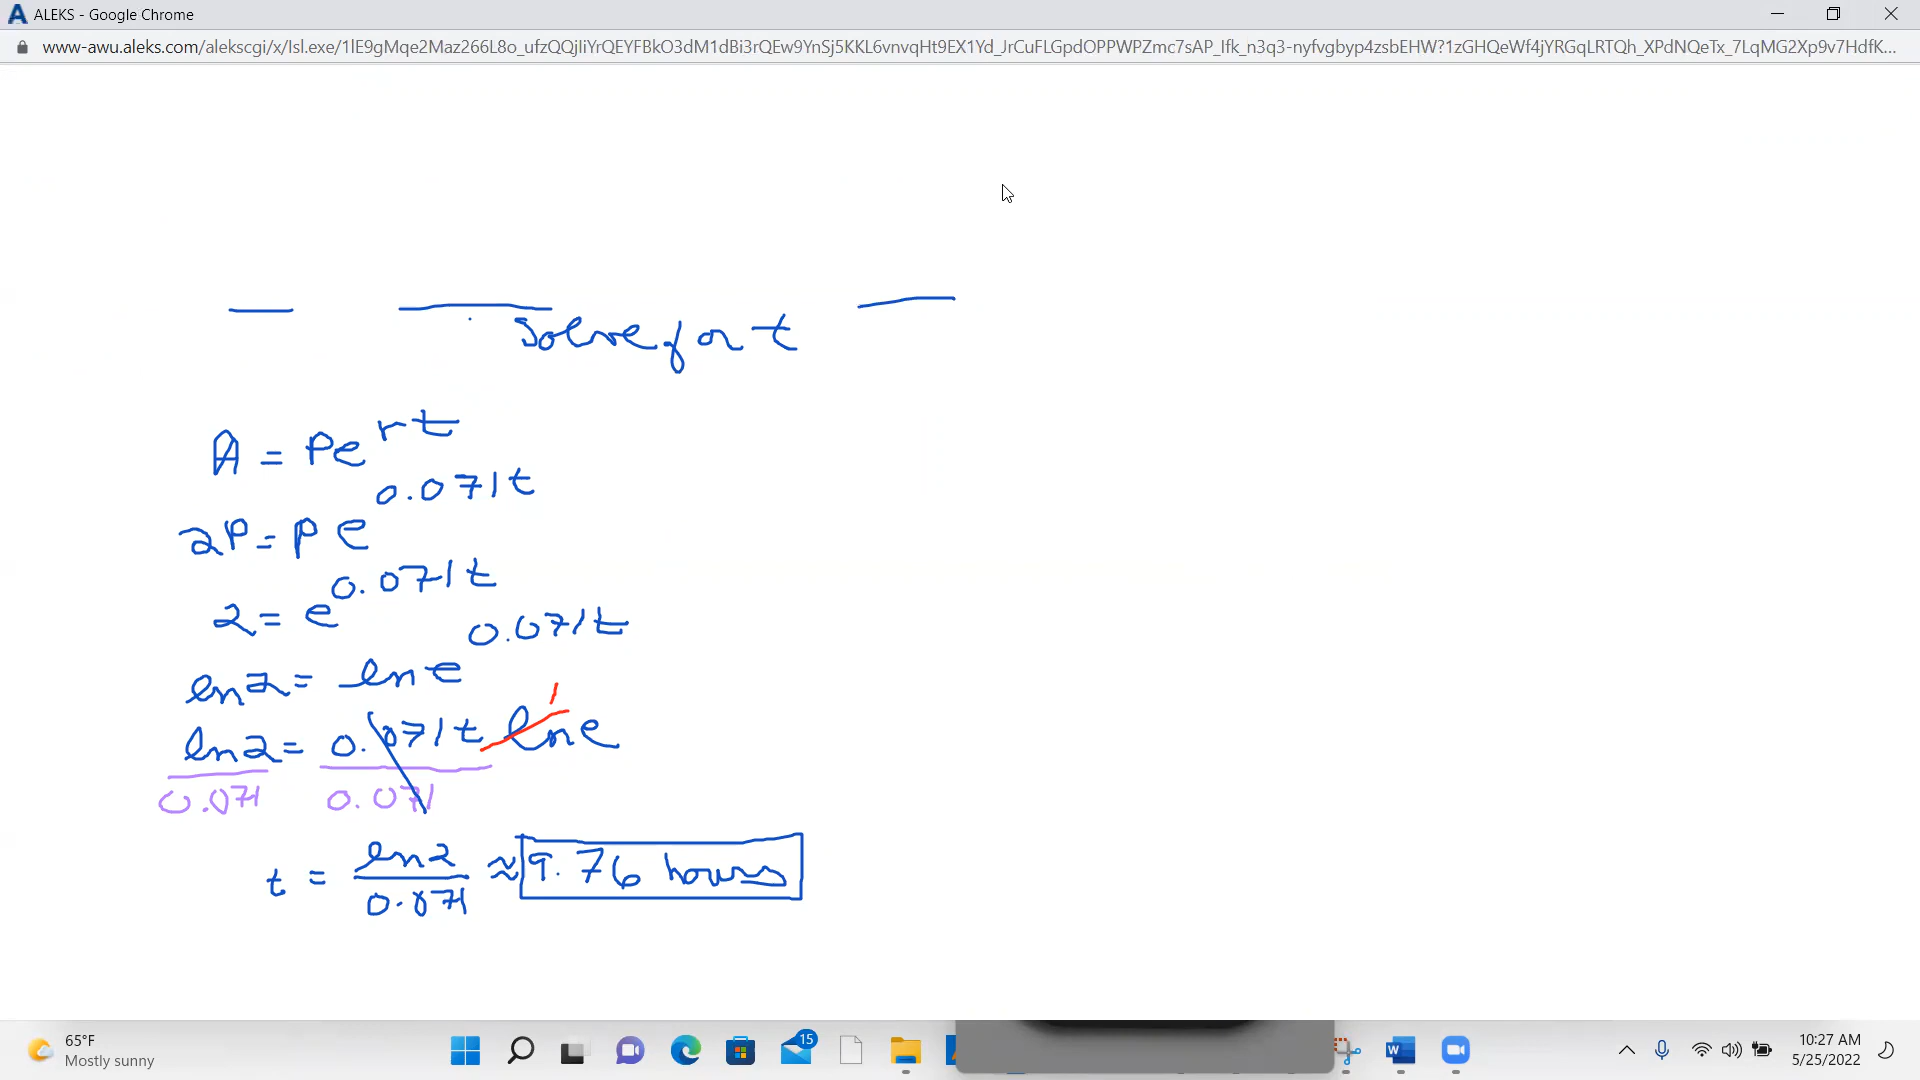 ALEKS - Google Chrome
www-awu.aleks.com/alekscgi/x/Isl.exe/1lE9gMqe2Maz266L8o_ufzQQjIiYrQEYFBkO3dM1dBi3rQEw9YnSj5KKL6vnvqHt9EX1Yd_JrCuFLGpdOPPWPZmc7sAP_Ifk_n3q3-nyfvgbyp4zsbEHW?1zGHQeWf4jYRGqLRTQh_XPdNQeTx_7LqMG2Xp9v7HdfK...
Solve for t
A = Pe^rt
2P = Pe^0.071t
2 = e^0.071t
ln2 = ln e^0.071t
ln2 = 0.071t ln e 1
0.071 0.071
t = ln2/0.071 ≈ 9.76 hours
65°F
Mostly sunny
15
10:27 AM
5/25/2022